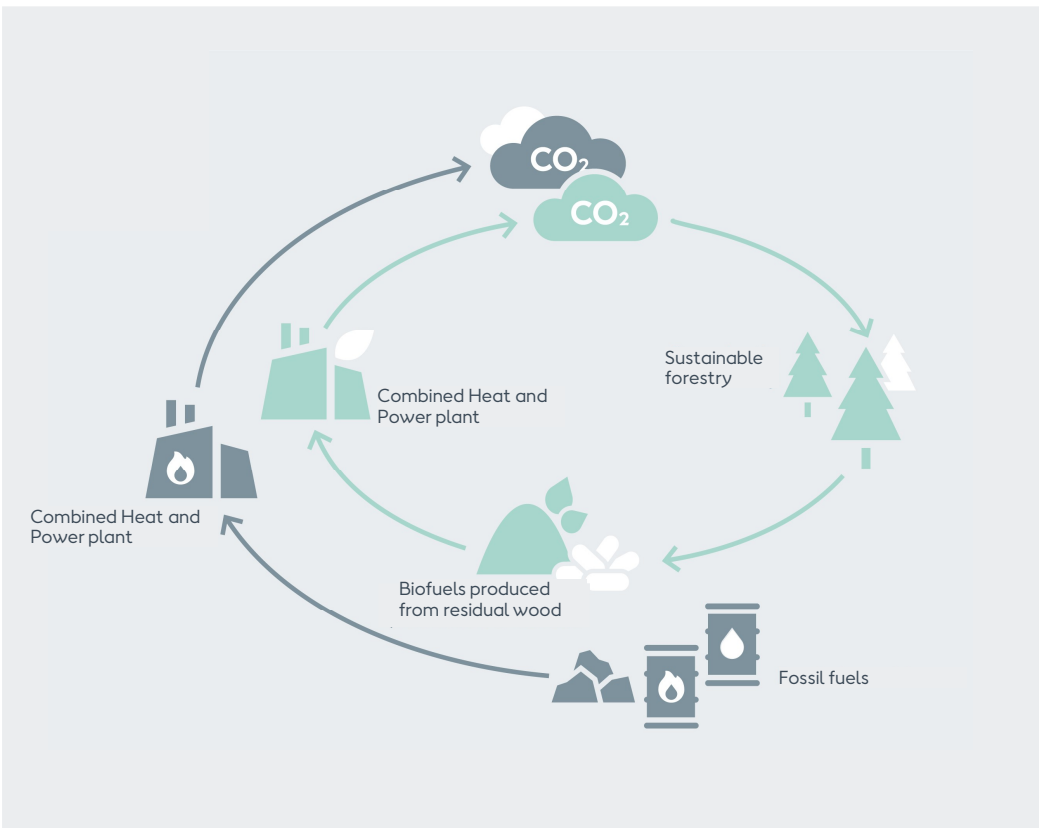 CO₂
CO₂
Sustainable
forestry
Combined Heat and
Power plant
Combined Heat and
Power plant
Biofuels produced
from residual wood
Fossil fuels